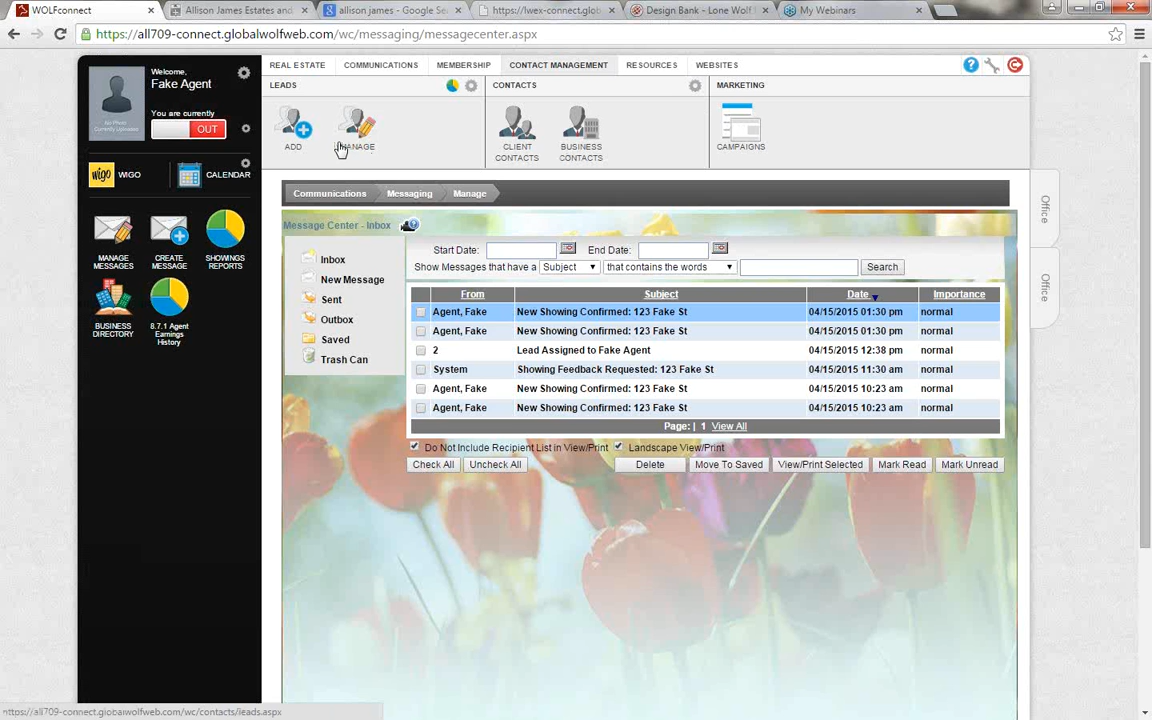 WOLFconnect
Allison James Estates and
allison james - Google Se
https://lwex-connect.globa
Design Bank - Lone Wolf
My Webinars
https://all709-connect.globalwolfweb.com/wc/messaging/messagecenter.aspx
Welcome,
Fake Agent
No Photo
Currently Uploaded
You are currently
OUT
wigo
WIGO
CALENDAR
MANAGE
MESSAGES
CREATE
MESSAGE
SHOWINGS
REPORTS
BUSINESS
DIRECTORY
8.7.1 Agent
Earnings
History
REAL ESTATE
COMMUNICATIONS
MEMBERSHIP
CONTACT MANAGEMENT
RESOURCES
WEBSITES
LEADS
CONTACTS
MARKETING
ADD
MANAGE
CLIENT
CONTACTS
BUSINESS
CONTACTS
CAMPAIGNS
Communications
Messaging
Manage
Office
Office
Message Center - Inbox
Inbox
New Message
Sent
Outbox
Saved
Trash Can
Start Date:
End Date:
Show Messages that have a
Subject
that contains the words
Search
From Subject Date Importance
Agent, Fake New Showing Confirmed: 123 Fake St 04/15/2015 01:30 pm normal
Agent, Fake New Showing Confirmed: 123 Fake St 04/15/2015 01:30 pm normal
2 Lead Assigned to Fake Agent 04/15/2015 12:38 pm normal
System Showing Feedback Requested: 123 Fake St 04/15/2015 11:30 am normal
Agent, Fake New Showing Confirmed: 123 Fake St 04/15/2015 10:23 am normal
Agent, Fake New Showing Confirmed: 123 Fake St 04/15/2015 10:23 am normal
Page: | 1 View All
Do Not Include Recipient List in View/Print
Landscape View/Print
Check All
Uncheck All
Delete
Move To Saved
View/Print Selected
Mark Read
Mark Unread
https://all709-connect.globalwolfweb.com/wc/contacts/leads.aspx